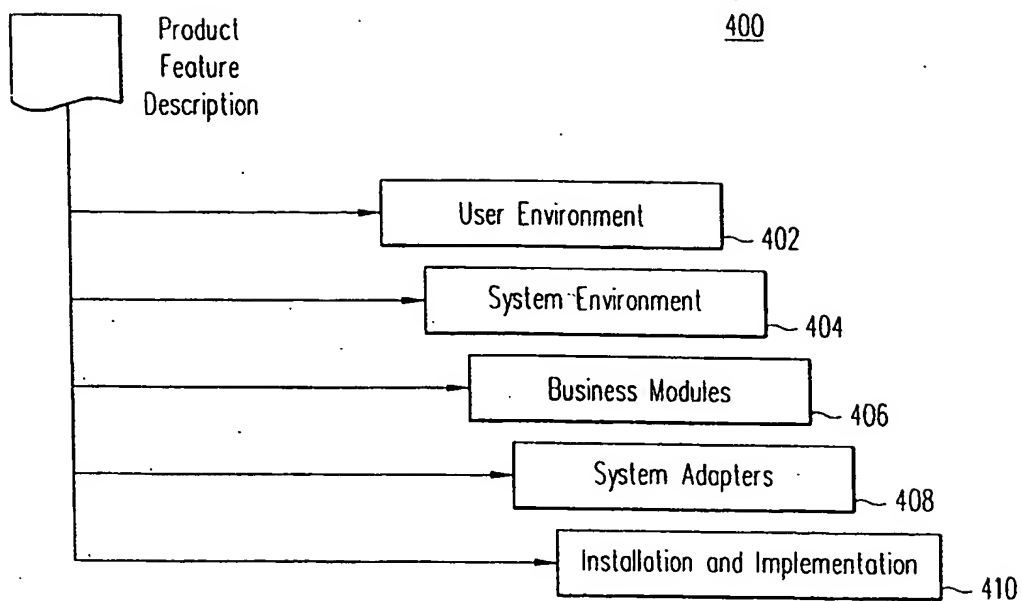 Product
Feature
Description
400
User Environment
402
System Environment
404
Business Modules
406
System Adapters
408
Installation and Implementation
410